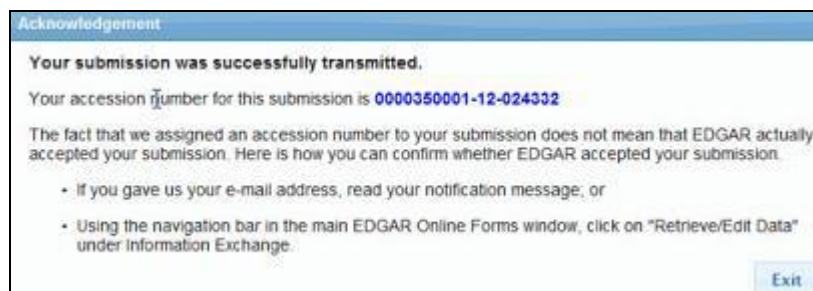 Acknowledgement
Your submission was successfully transmitted.
Your accession number for this submission is 0000350001-12-024332
The fact that we assigned an accession number to your submission does not mean that EDGAR actually
accepted your submission. Here is how you can confirm whether EDGAR accepted your submission.
• If you gave us your e-mail address, read your notification message; or
• Using the navigation bar in the main EDGAR Online Forms window, click on "Retrieve/Edit Data"
under Information Exchange.
Exit